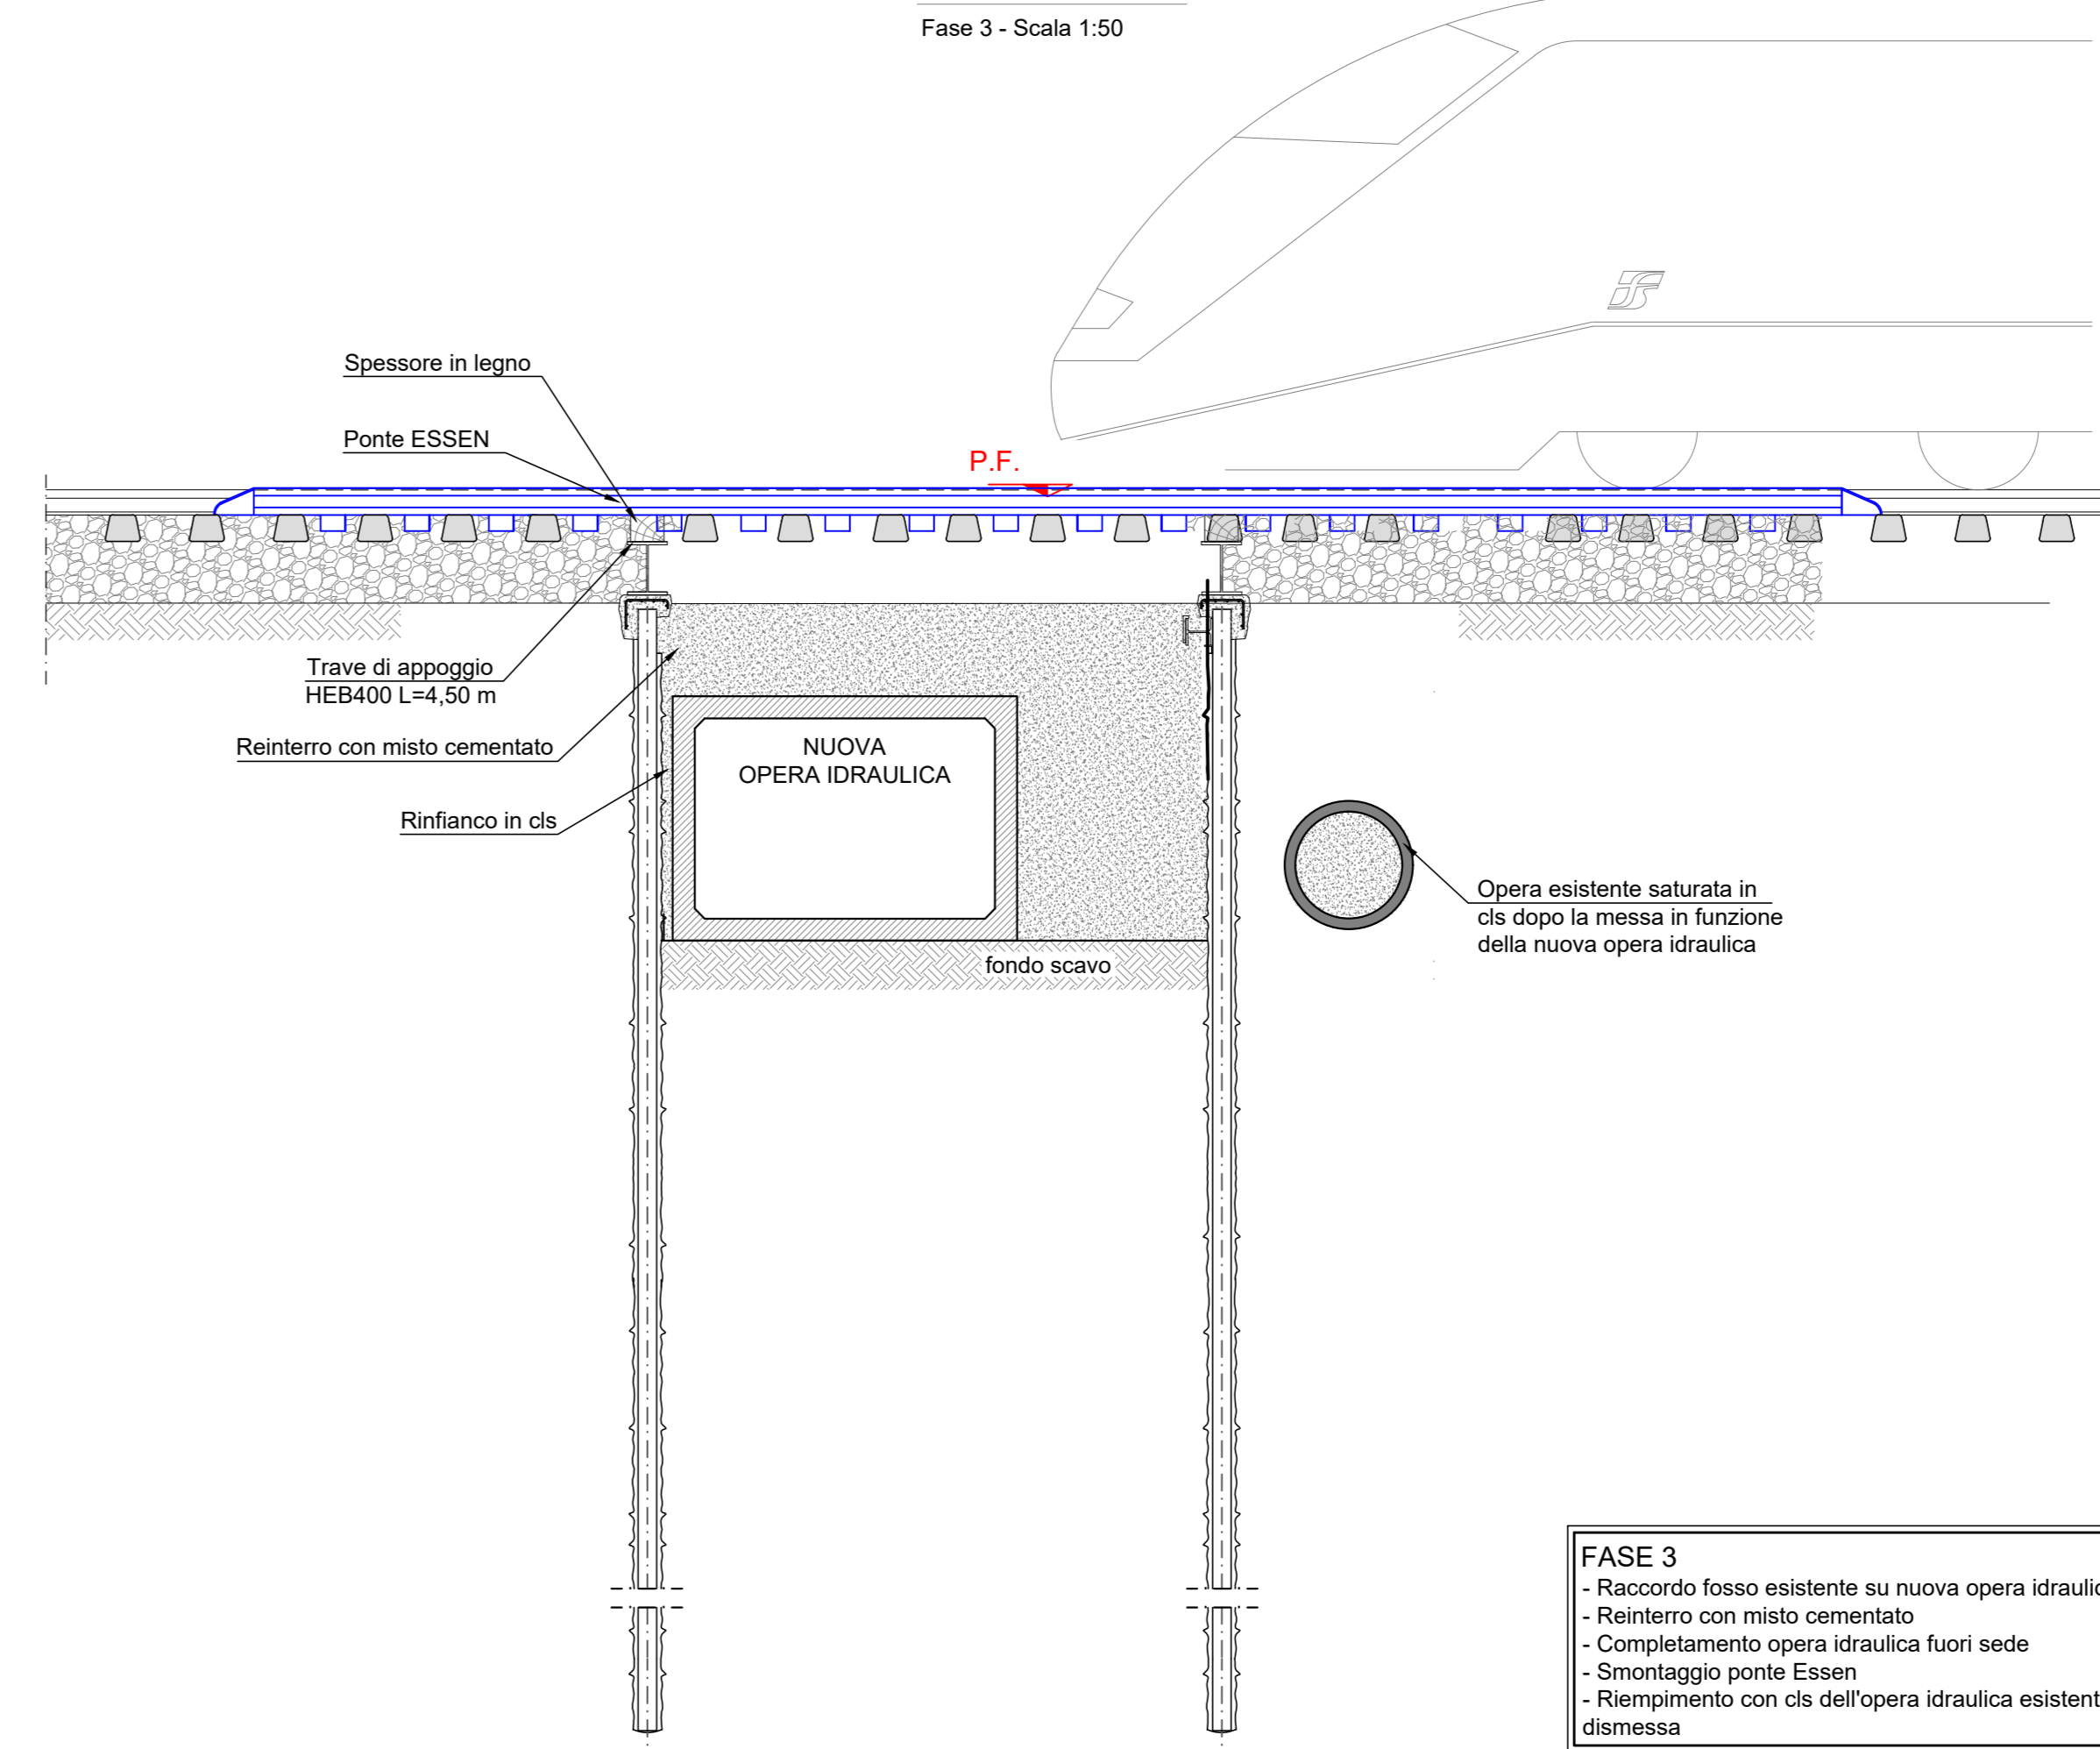 Fase 3 - Scala 1:50
Spessore in legno
Ponte ESSEN
P.F.
Trave di appoggio
HEB400 L=4,50 m
Reinterro con misto cementato
Rinfianco in cls
NUOVA
OPERA IDRAULICA
Opera esistente saturata in
cls dopo la messa in funzione
della nuova opera idraulica
fondo scavo
FASE 3
- Raccordo fosso esistente su nuova opera idraulic
- Reinterro con misto cementato
- Completamento opera idraulica fuori sede
- Smontaggio ponte Essen
- Riempimento con cls dell'opera idraulica esistent
dismessa